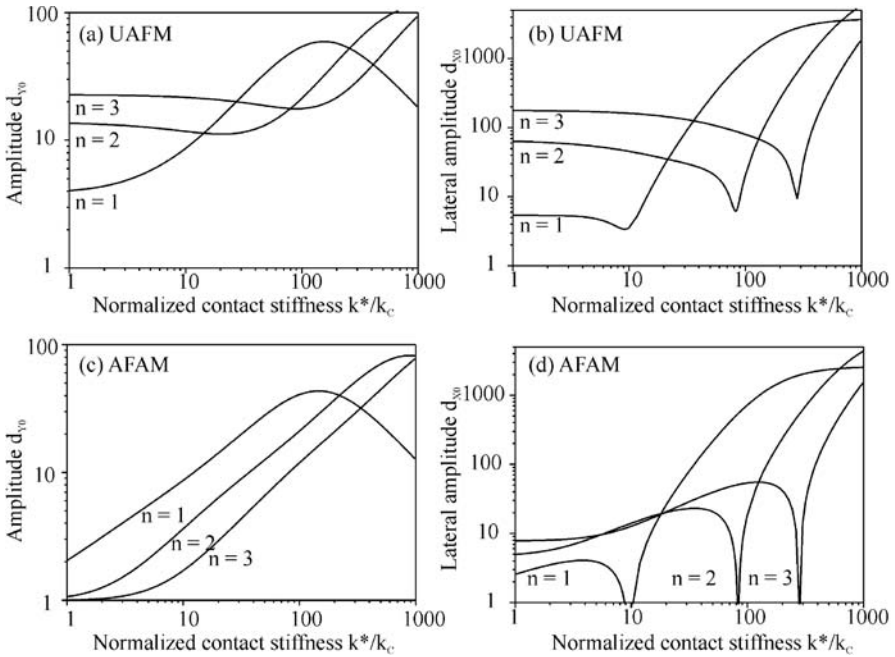 100
(a) UAFM
Amplitude dY0
10
n = 3
n = 2
n = 1
1
1 10 100 1000
Normalized contact stiffness k*/kC
(b) UAFM
Lateral amplitude dX0
1000
100
n = 3
n = 2
10
n = 1
1
1 10 100 1000
Normalized contact stiffness k*/kC
100
(c) AFAM
Amplitude dY0
10
n = 1
n = 2
n = 3
1
1 10 100 1000
Normalized contact stiffness k*/kC
(d) AFAM
Lateral amplitude dX0
1000
100
10
n = 1 n = 2 n = 3
1
1 10 100 1000
Normalized contact stiffness k*/kC